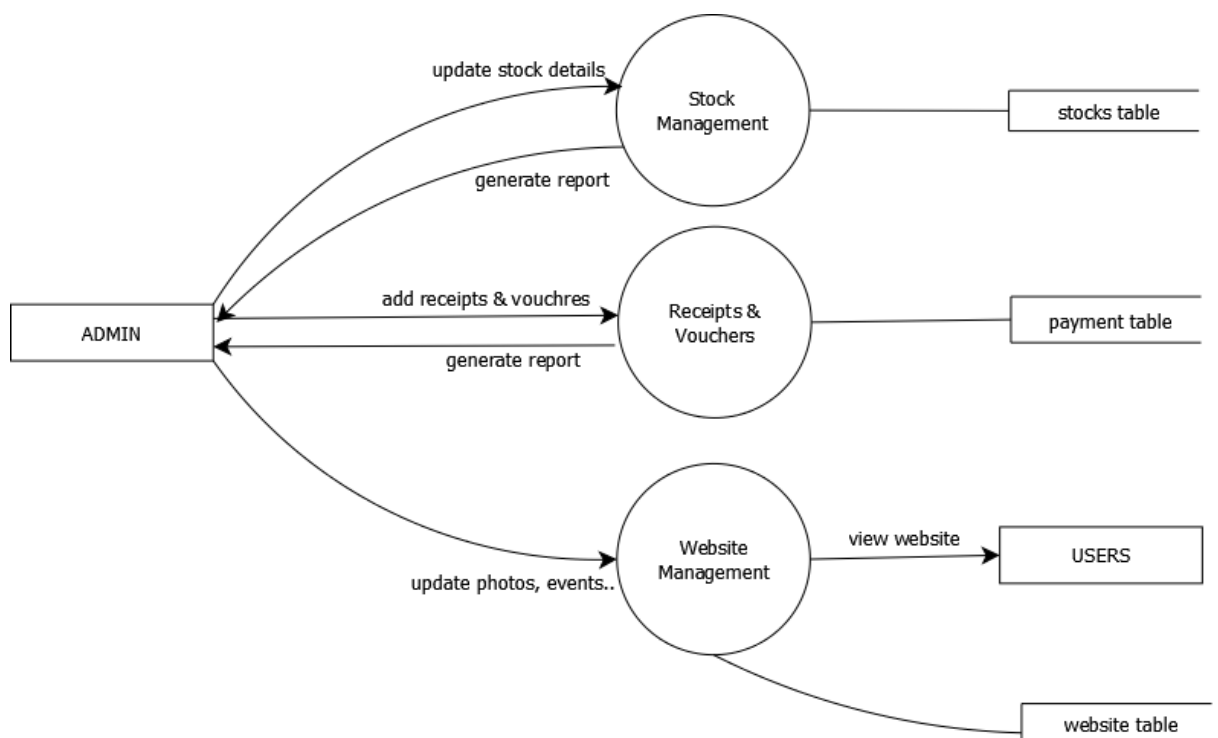 update stock details
Stock
Management
stocks table
generate report
add receipts & vouchres
Receipts &
Vouchers
payment table
ADMIN
generate report
view website
Website
Management
USERS
update photos, events..
website table